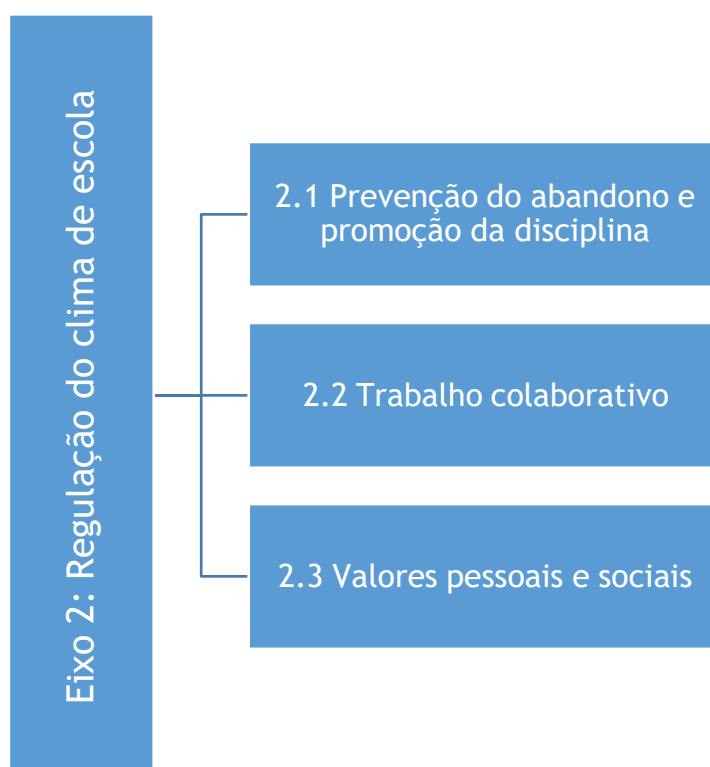 Eixo 2: Regulação do clima de escola
2.1 Prevenção do abandono e
promoção da disciplina
2.2 Trabalho colaborativo
2.3 Valores pessoais e sociais